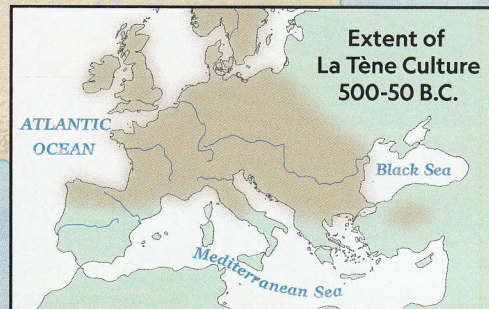 Extent of
La Tène Culture
500-50 B.C.
ATLANTIC
OCEAN
Black Sea
Mediterranean Sea